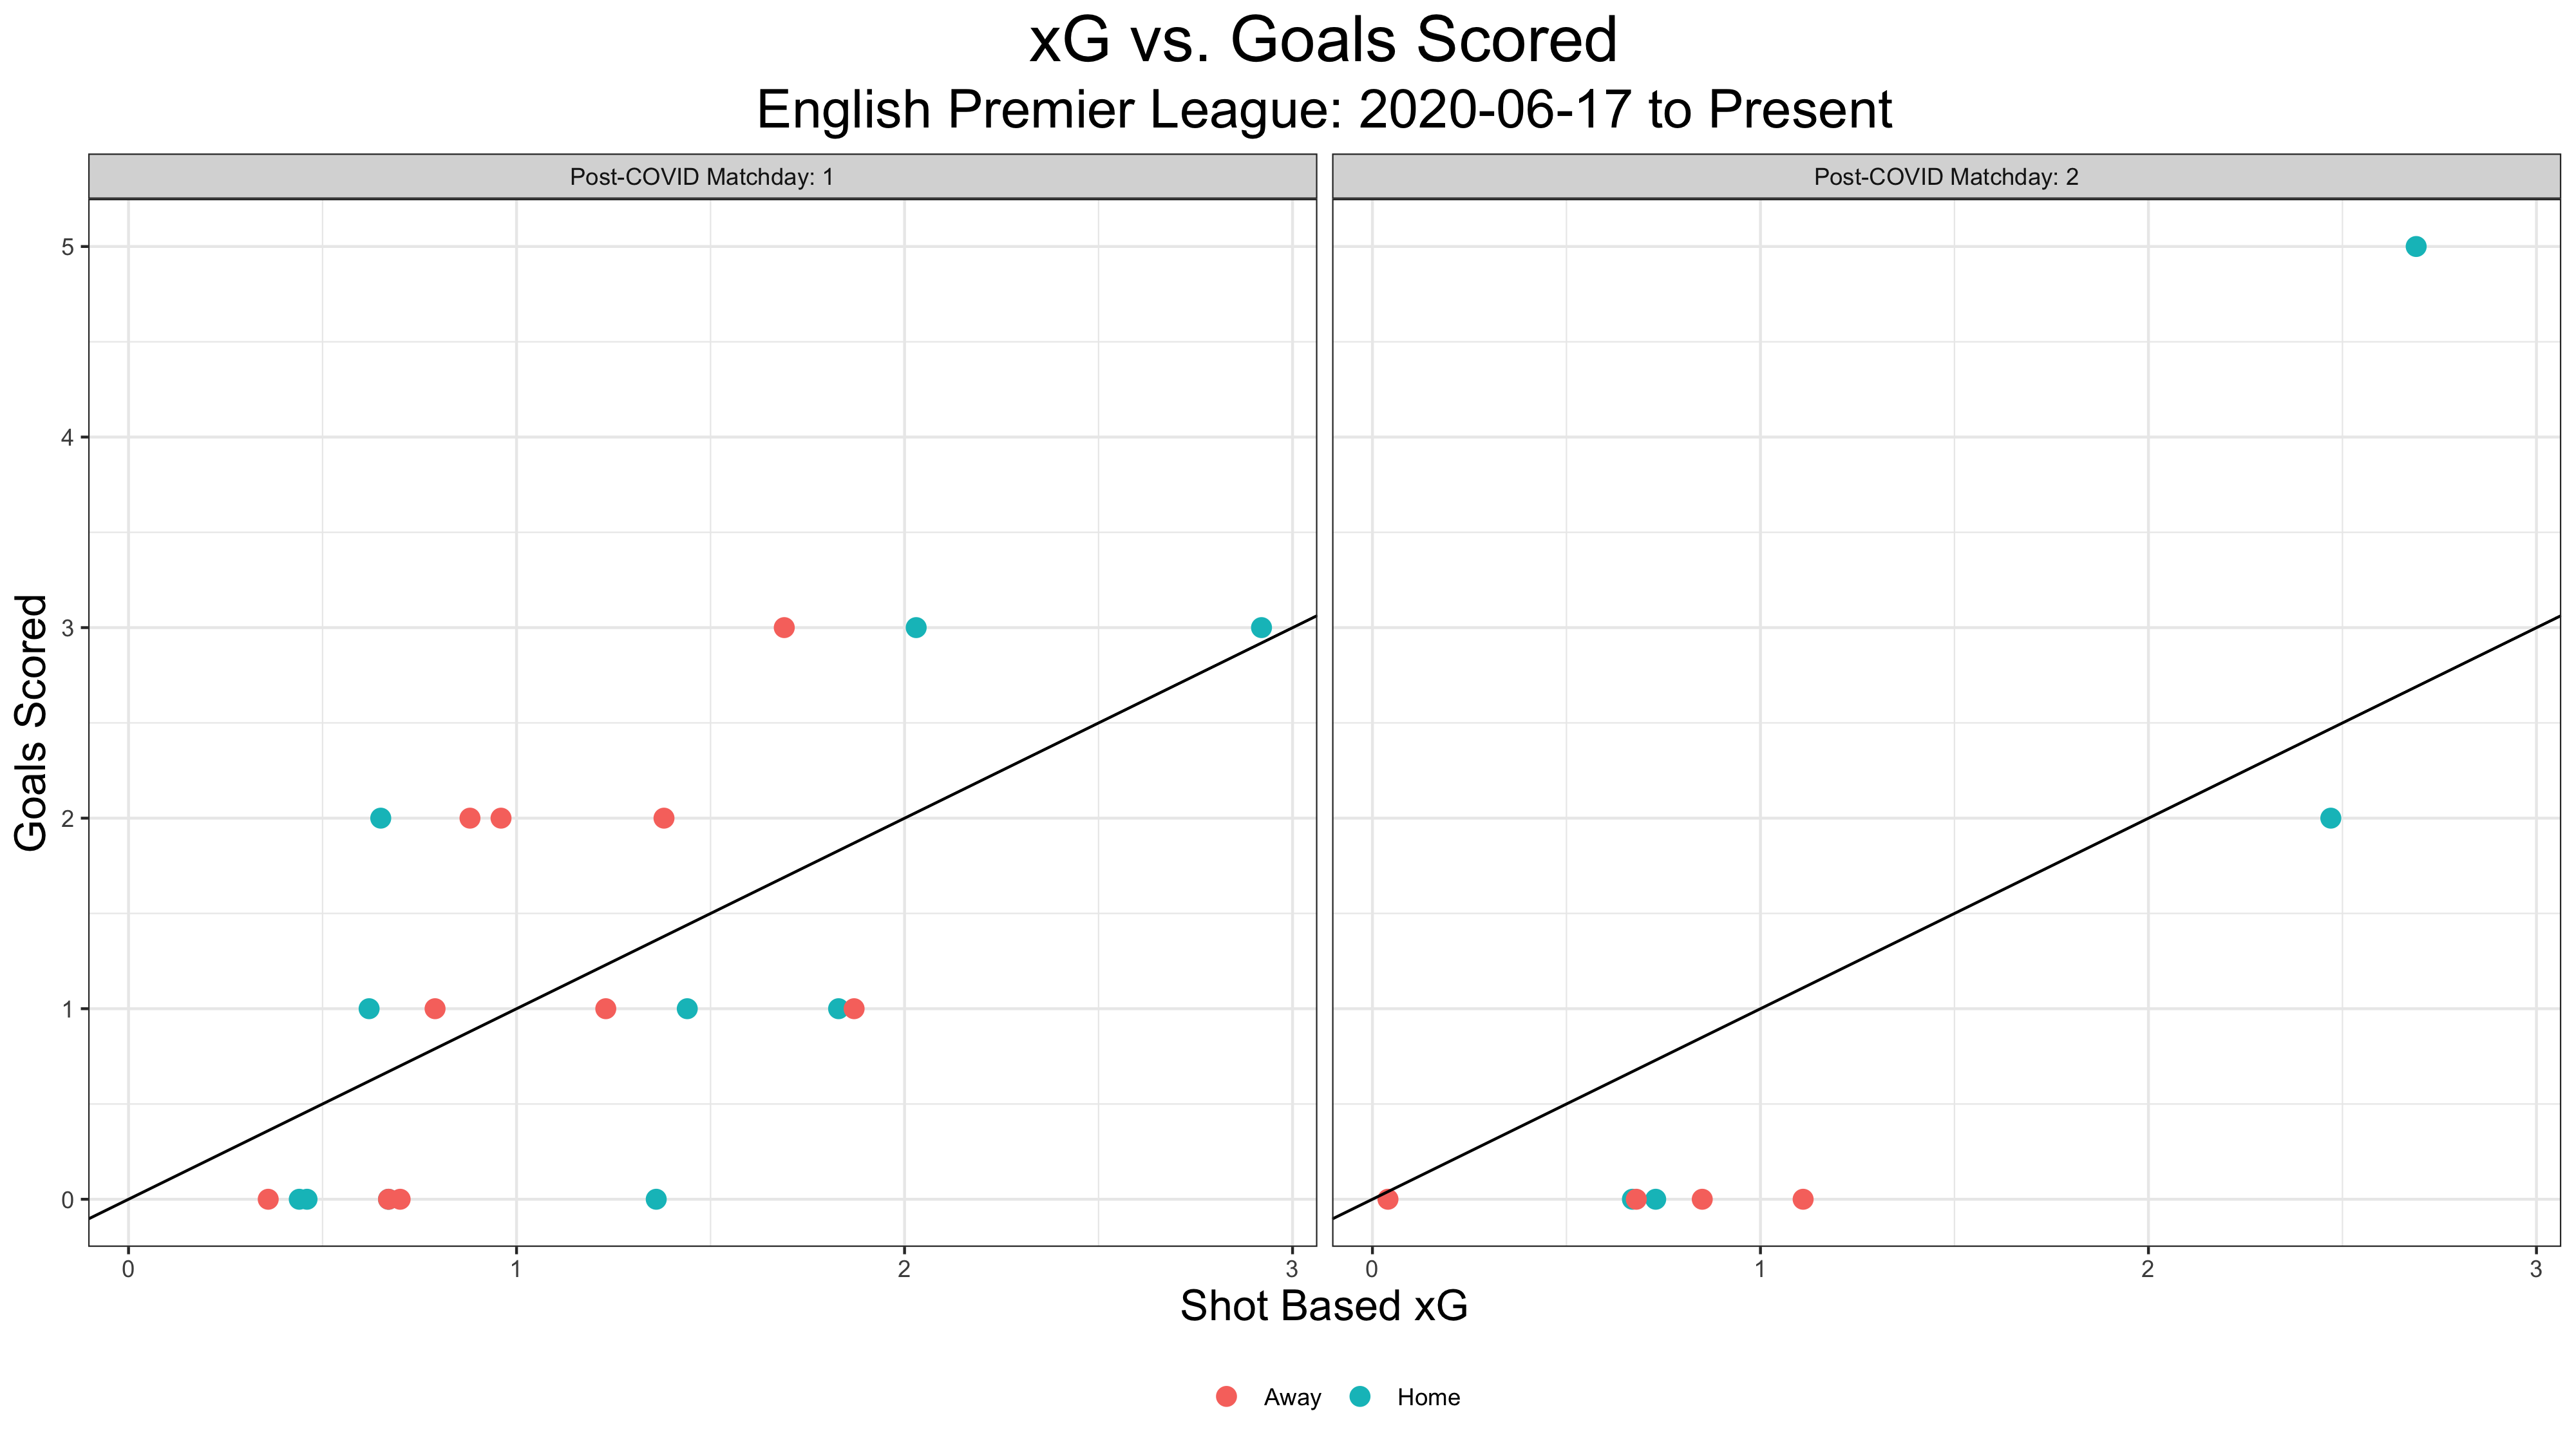 xG vs. Goals Scored
English Premier League: 2020-06-17 to Present
Post-COVID Matchday: 1
Post-COVID Matchday: 2
Goals Scored
5
4
3
2
1
0
0 1 2 3 0 1 2 3
Shot Based xG
Away Home